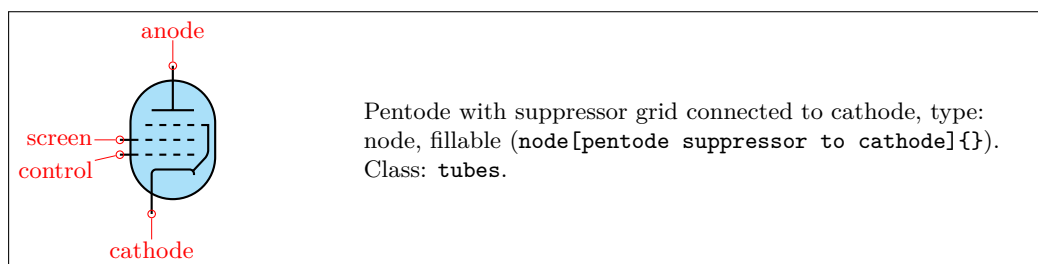 anode
screen
control
cathode
Pentode with suppressor grid connected to cathode, type:
node, fillable (node[pentode suppressor to cathode]{}).
Class: tubes.